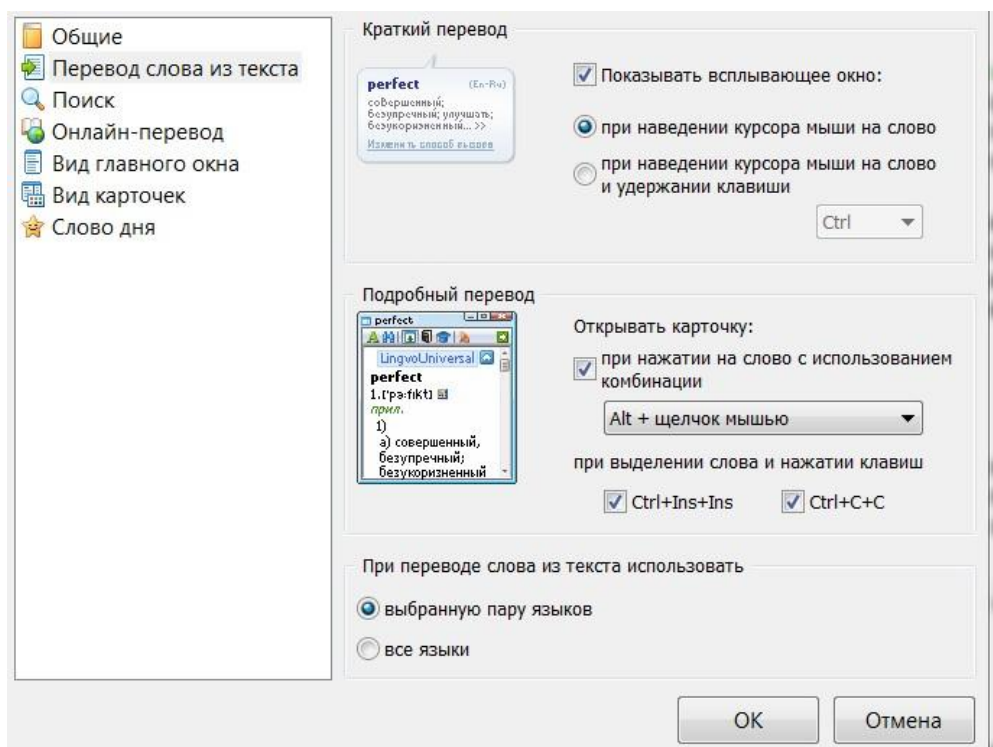 Общие
Перевод слова из текста
Поиск
Онлайн-перевод
Вид главного окна
Вид карточек
Слово дня
Краткий перевод
perfect (En-Ru)
совершенный;
безупречный; улучшать;
безукоризненный... >>
Изменить способ вызова
Показывать всплывающее окно:
при наведении курсора мыши на слово
при наведении курсора мыши на слово
и удержании клавиши
Ctrl
Подробный перевод
perfect
LingvoUniversal
perfect
1.['pɜ:fɪkt]
прил.
1)
а) совершенный,
безупречный;
безукоризненный
Открывать карточку:
при нажатии на слово с использованием
комбинации
Alt + щелчок мышью
при выделении слова и нажатии клавиш
Ctrl+Ins+Ins Ctrl+C+C
При переводе слова из текста использовать
выбранную пару языков
все языки
ОК Отмена